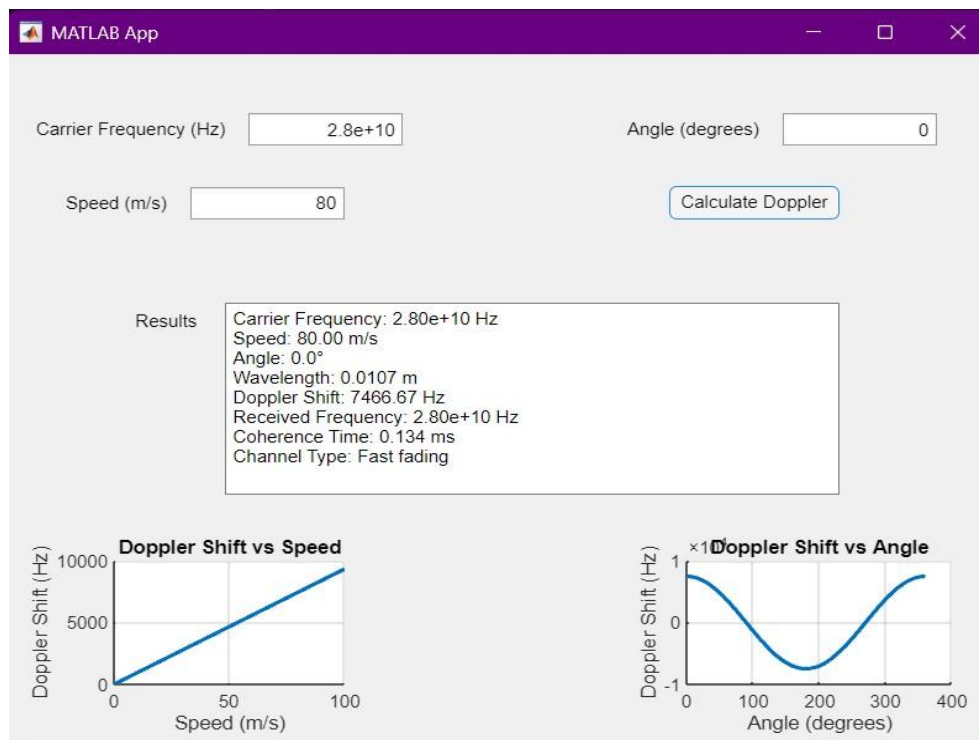 MATLAB App
Carrier Frequency (Hz) 2.8e+10
Angle (degrees) 0
Speed (m/s) 80
Calculate Doppler
Results
Carrier Frequency: 2.80e+10 Hz
Speed: 80.00 m/s
Angle: 0.0°
Wavelength: 0.0107 m
Doppler Shift: 7466.67 Hz
Received Frequency: 2.80e+10 Hz
Coherence Time: 0.134 ms
Channel Type: Fast fading
Doppler Shift vs Speed
Doppler Shift (Hz)
10000
5000
0
0 50 100
Speed (m/s)
Doppler Shift vs Angle
Doppler Shift (Hz)
1
0
-1
0 100 200 300 400
Angle (degrees)